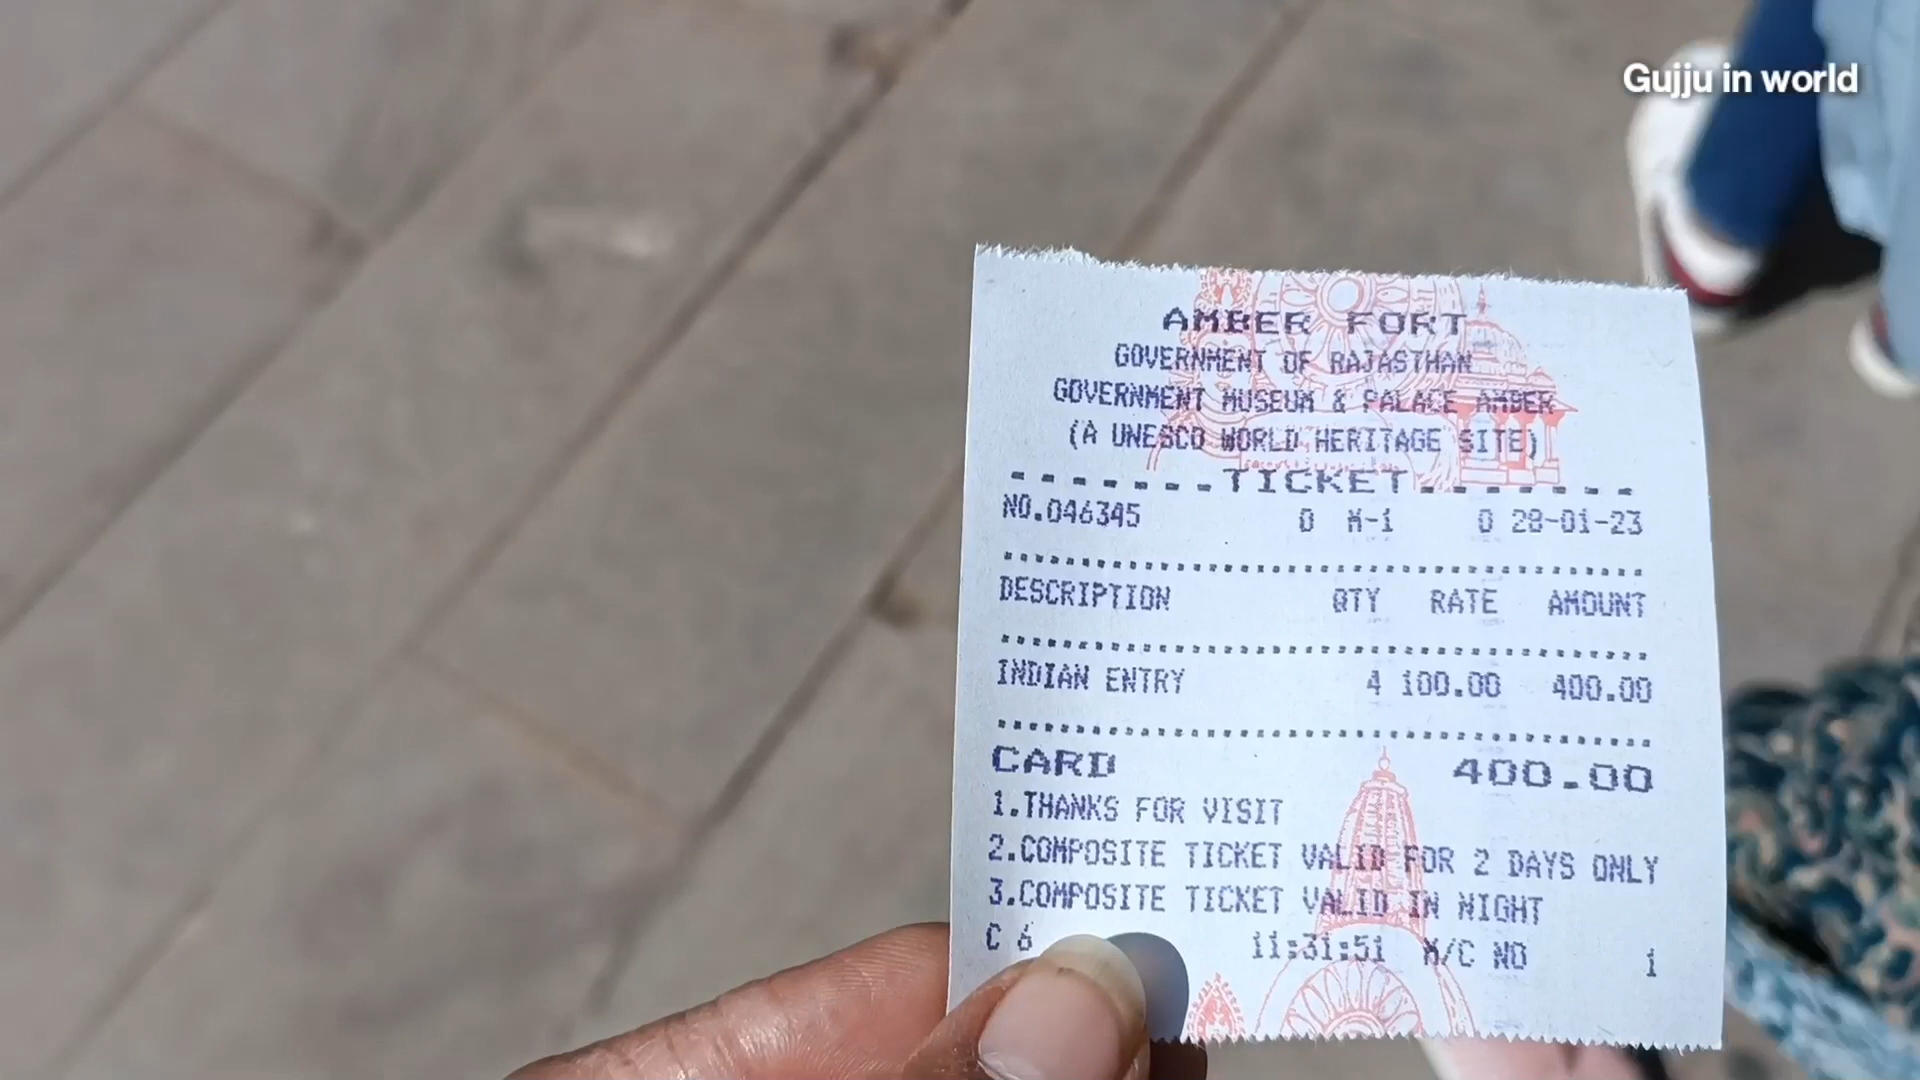 Gujju in world
AMBER FORT
GOVERNMENT OF RAJASTHAN
GOVERNMENT MUSEUM & PALACE AMBER
(A UNESCO WORLD HERITAGE SITE)
-------TICKET-------
NO.046345 0 M-1 0 28-01-23
DESCRIPTION QTY RATE AMOUNT
INDIAN ENTRY 4 100.00 400.00
CARD 400.00
1.THANKS FOR VISIT
2.COMPOSITE TICKET VALID FOR 2 DAYS ONLY
3.COMPOSITE TICKET VALID IN NIGHT
C 6 11:31:51 M/C NO 1